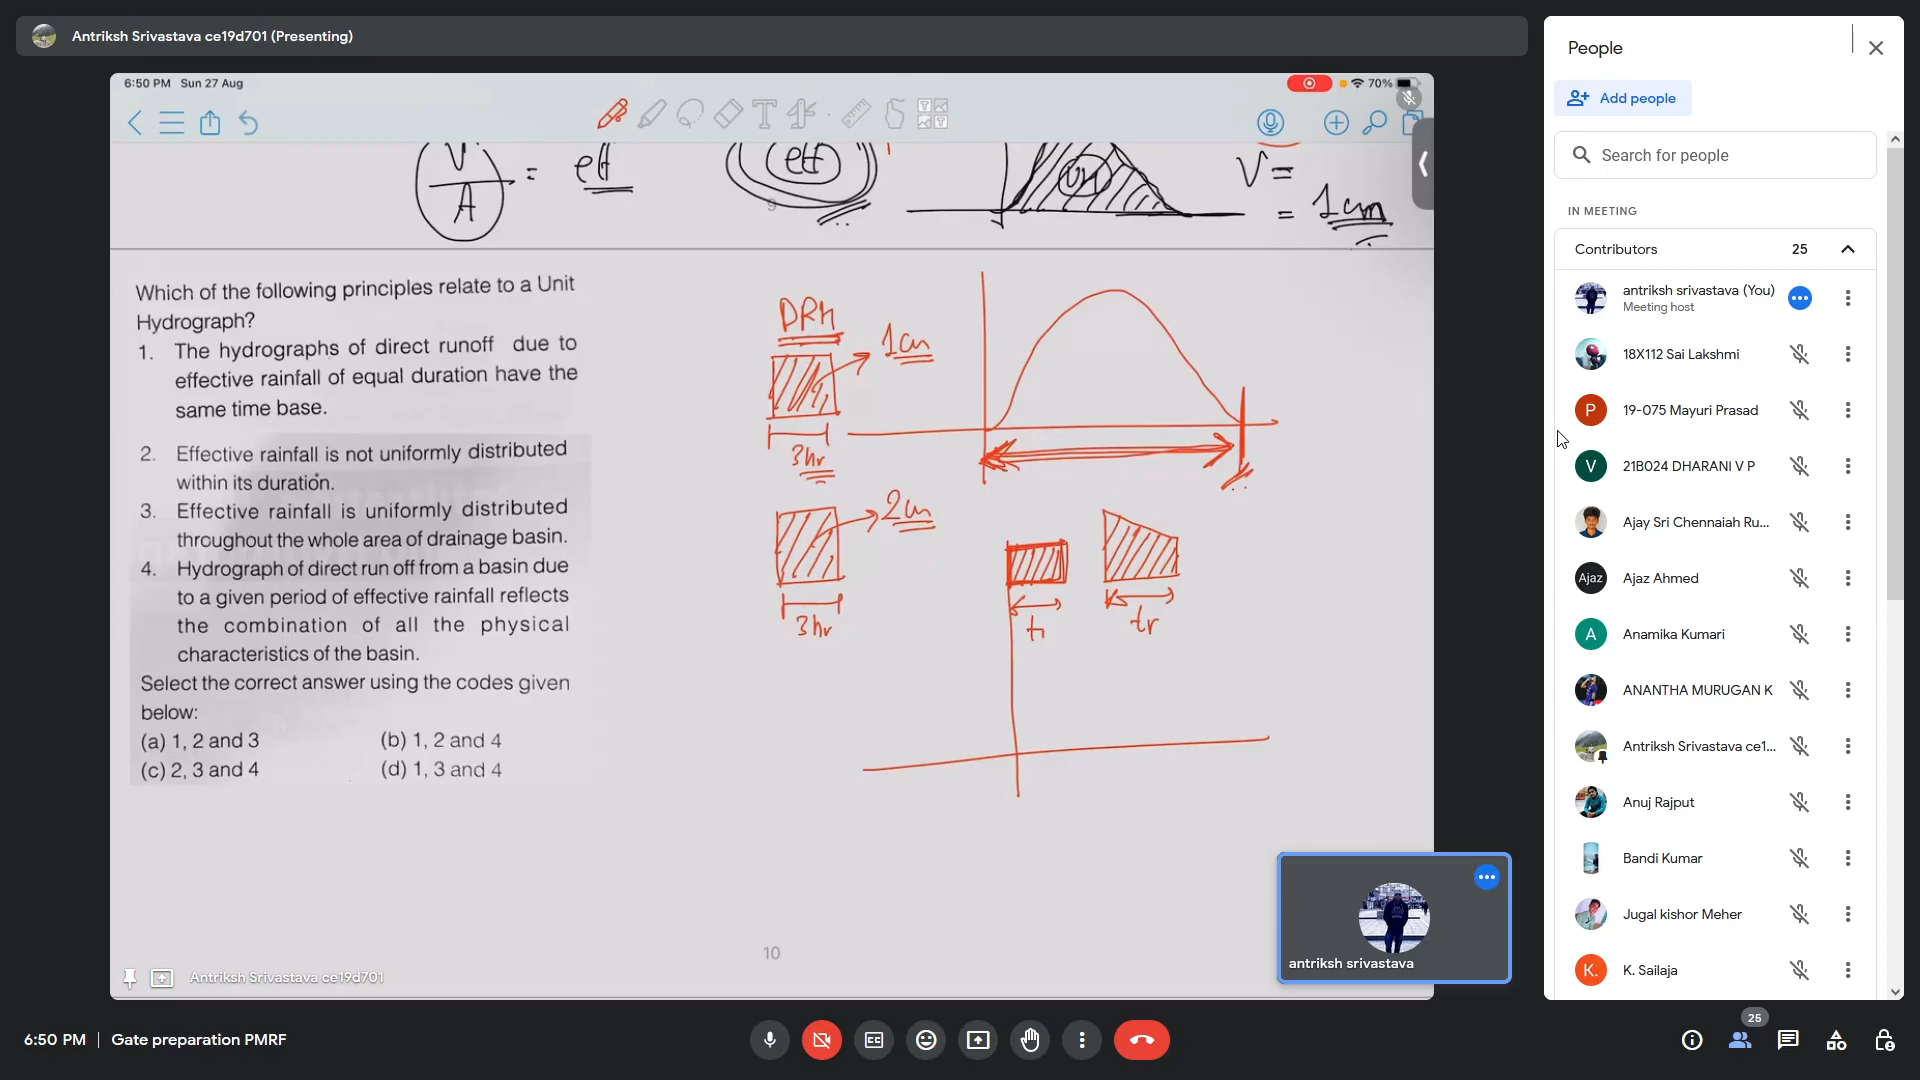 Antriksh Srivastava ce19d701 (Presenting)
6:50 PM Sun 27 Aug
70%
V
A
= eff
eff
UH
V =
= 1cm
9
Which of the following principles relate to a Unit
Hydrograph?
1. The hydrographs of direct runoff due to
effective rainfall of equal duration have the
same time base.
2. Effective rainfall is not uniformly distributed
within its duration.
3. Effective rainfall is uniformly distributed
throughout the whole area of drainage basin.
4. Hydrograph of direct run off from a basin due
to a given period of effective rainfall reflects
the combination of all the physical
characteristics of the basin.
Select the correct answer using the codes given
below:
(a) 1, 2 and 3 (b) 1, 2 and 4
(c) 2, 3 and 4 (d) 1, 3 and 4
DRh
1cm
3hr
2cm
3hr
tr
tr
10
Antriksh Srivastava ce19d701
antriksh srivastava
People
Add people
Search for people
IN MEETING
Contributors 25
antriksh srivastava (You)
Meeting host
18X112 Sai Lakshmi
P 19-075 Mayuri Prasad
V 21B024 DHARANI V P
Ajay Sri Chennaiah Ru...
Ajaz Ajaz Ahmed
A Anamika Kumari
ANANTHA MURUGAN K
Antriksh Srivastava ce1...
Anuj Rajput
Bandi Kumar
Jugal kishor Meher
K. K. Sailaja
6:50 PM | Gate preparation PMRF
25